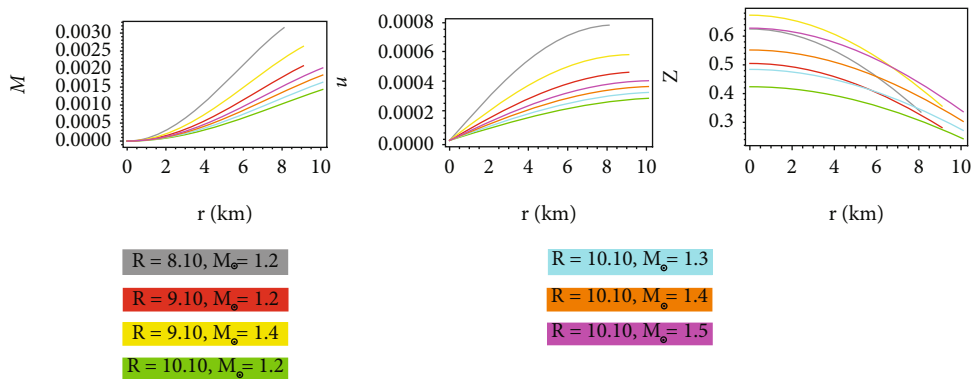 M
0.0030
0.0025
0.0020
0.0015
0.0010
0.0005
0.0000
0 2 4 6 8 10
r (km)
u
0.0008
0.0006
0.0004
0.0002
0.0000
0 2 4 6 8 10
r (km)
Z
0.6
0.5
0.4
0.3
0 2 4 6 8 10
r (km)
R = 8.10, M⊙= 1.2
R = 9.10, M⊙= 1.2
R = 9.10, M⊙= 1.4
R = 10.10, M⊙= 1.2
R = 10.10, M⊙= 1.3
R = 10.10, M⊙= 1.4
R = 10.10, M⊙= 1.5